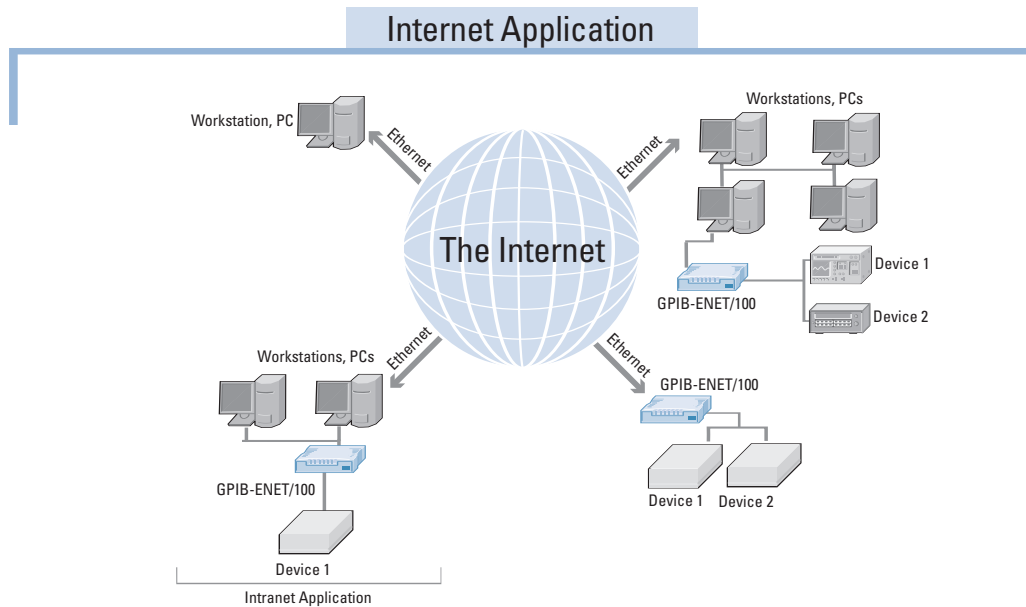 Internet Application
Workstation, PC
Ethernet
Ethernet
Workstations, PCs
The Internet
GPIB-ENET/100
Device 1
Device 2
Workstations, PCs
Ethernet
Ethernet
GPIB-ENET/100
GPIB-ENET/100
Device 1
Device 2
Device 1
Intranet Application